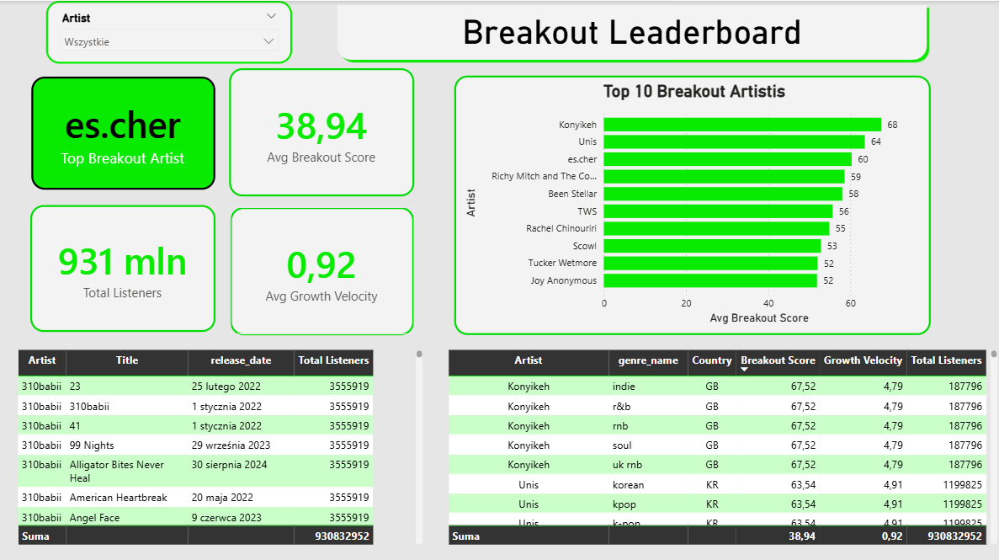 Artist
Wszystkie
Breakout Leaderboard
es.cher
Top Breakout Artist
38,94
Avg Breakout Score
931 mln
Total Listeners
0,92
Avg Growth Velocity
Top 10 Breakout Artistis
Artist
Konyikeh 68
Unis 64
es.cher 60
Richy Mitch and The Co... 59
Been Stellar 58
TWS 56
Rachel Chinouriri 55
Scowl 53
Tucker Wetmore 52
Joy Anonymous 52
0 20 40 60
Avg Breakout Score
Artist Title release_date Total Listeners
310babii 23 25 lutego 2022 3555919
310babii 310babii 1 stycznia 2022 3555919
310babii 41 1 stycznia 2022 3555919
310babii 99 Nights 29 września 2023 3555919
310babii Alligator Bites Never 30 sierpnia 2024 3555919
Heal
310babii American Heartbreak 20 maja 2022 3555919
310babii Angel Face 9 czerwca 2023 3555919
Suma 930832952
Artist genre_name Country Breakout Score Growth Velocity Total Listeners
Konyikeh indie GB 67,52 4,79 187796
Konyikeh r&b GB 67,52 4,79 187796
Konyikeh rnb GB 67,52 4,79 187796
Konyikeh soul GB 67,52 4,79 187796
Konyikeh uk rnb GB 67,52 4,79 187796
Unis korean KR 63,54 4,91 1199825
Unis kpop KR 63,54 4,91 1199825
Unis k-pop KR 63,54 4,91 1199825
Suma 38,94 0,92 930832952